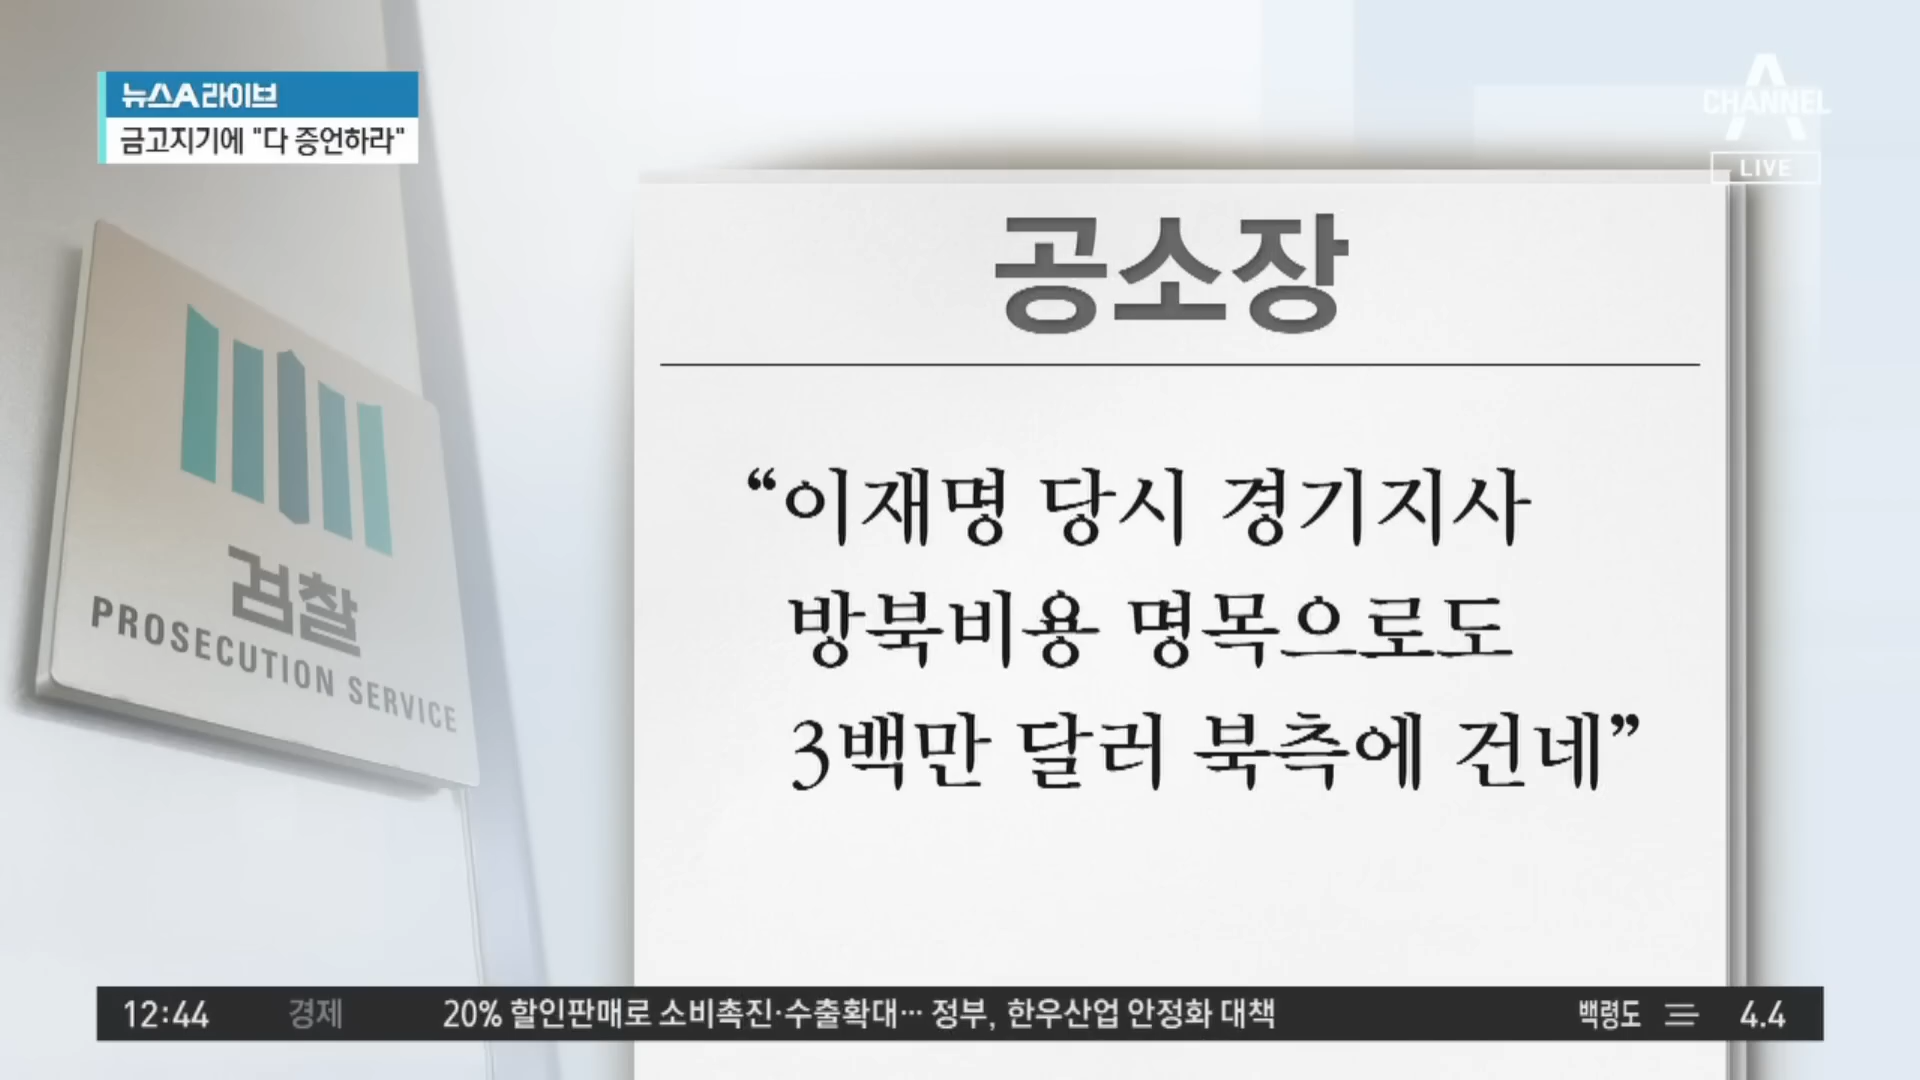 뉴스A 라이브
금고지기에 "다 증언하라"
CHANNEL A
LIVE
검찰
PROSECUTION SERVICE
공소장
“이재명 당시 경기지사
방북비용 명목으로도
3백만 달러 북측에 건네”
12:44 경제 20% 할인판매로 소비촉진·수출확대… 정부, 한우산업 안정화 대책 백령도 4.4